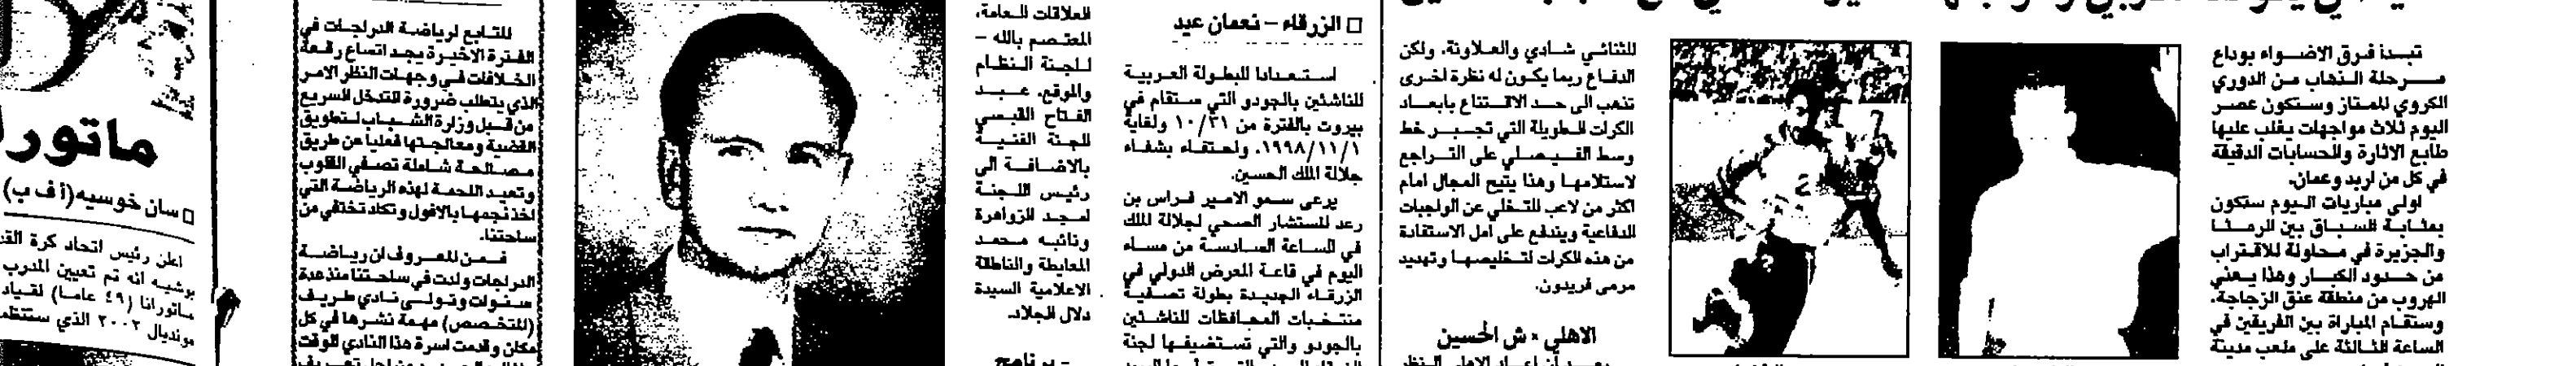 تبدأ فرق الاضواء بوداع
مرحلة الذهاب من الدوري
الكروي الممتاز وستكون عصر
اليوم ثلاث مواجهات يغلب عليها
طابع الاثارة والحسابات الدقيقة
في كل من اربد وعمان.
اولى مباريات اليوم ستكون
بمثابة السباق بين الرمثا
والجزيرة في محاولة للاقتراب
من حدود الكبار وهذا يعني
الهروب من منطقة عنق الزجاجة.
وستقام المباراة بين الفريقين في
الساعة الثالثة على ملعب مدينة
للثنائي شادي والعلاونة. ولكن
الدفاع ربما يكون له نظرة اخرى
تذهب الى حد الاقتناع بابعاد
الكرات الطويلة التي تجبر خط
وسط الفيصلي على التراجع
لاستلامها وهذا يتيح المجال امام
اكثر من لاعب للتخلي عن الواجبات
الدفاعية ويندفع على امل الاستفادة
من هذه الكرات لتخليصها وتهديد
مرمى فريدون.
الاهلي * ش الحسين
□ الزرقاء - نعمان عيد
استعدادا للبطولة العربية
للناشئين بالجودو التي ستقام في
بيروت بالفترة من ١٠/٣١ ولغاية
١٩٩٨/١١/١، واحتفاء بشفاء
جلالة الملك الحسين.
يرعى سمو الامير فراس بن
رعد المستشار الصحي لجلالة الملك
في الساعة السادسة من مساء
اليوم في قاعة المعرض الدولي في
الزرقاء الجديدة بطولة تصفية
منتخبات المحافظات للناشئين
بالجودو والتي تستضيفها لجنة
العلاقات العامة،
المعتصم بالله -
لجنة النظام
والموقع، عبد
الفتاح القيسي
للجنة الفنية
بالاضافة الى
رئيس اللجنة
امجد الزواهرة
ونائبه محمد
المعايطة والناطقة
الاعلامية السيدة
دلال الجلاد.
- برنامج
المتابع لرياضة الدراجات في
الفترة الاخيرة يجد اتساع رقعة
الخلافات في وجهات النظر الامر
الذي يتطلب ضرورة التدخل السريع
من قبل وزارة الشباب لتطويق
القضية ومعالجتها فعليا عن طريق
مصالحة شاملة تصفي القلوب
وتعيد اللحمة لهذه الرياضة التي
اخذ نجمها بالافول وتكاد تختفي من
ساحتنا.
فمن المعروف ان رياضة
الدراجات ولدت في ساحتنا منذ عدة
سنوات وتولى نادي طريف
(المتخصص) مهمة نشرها في كل
مكان وقدمت اسرة هذا النادي الوقت
ماتورا
□ سان خوسيه (أ ف ب)
اعلن رئيس اتحاد كرة القد
انه تم تعيين المدرب
ماتورانا (٤٩ عاما) لقياد
مونديال ٢٠٠٢ الذي ستنظم